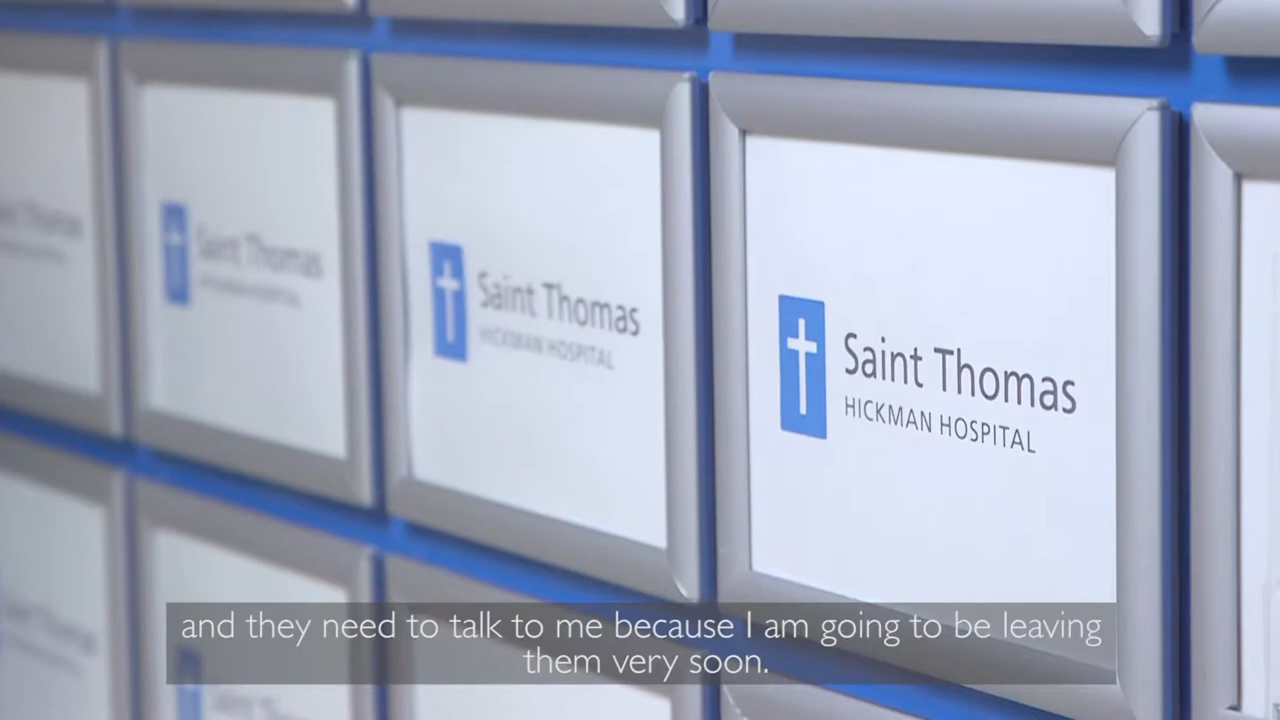 Saint Thomas
Saint Thomas
HICKMAN HOSPITAL
Saint Thomas
HICKMAN HOSPITAL
and they need to talk to me because I am going to be leaving
them very soon.